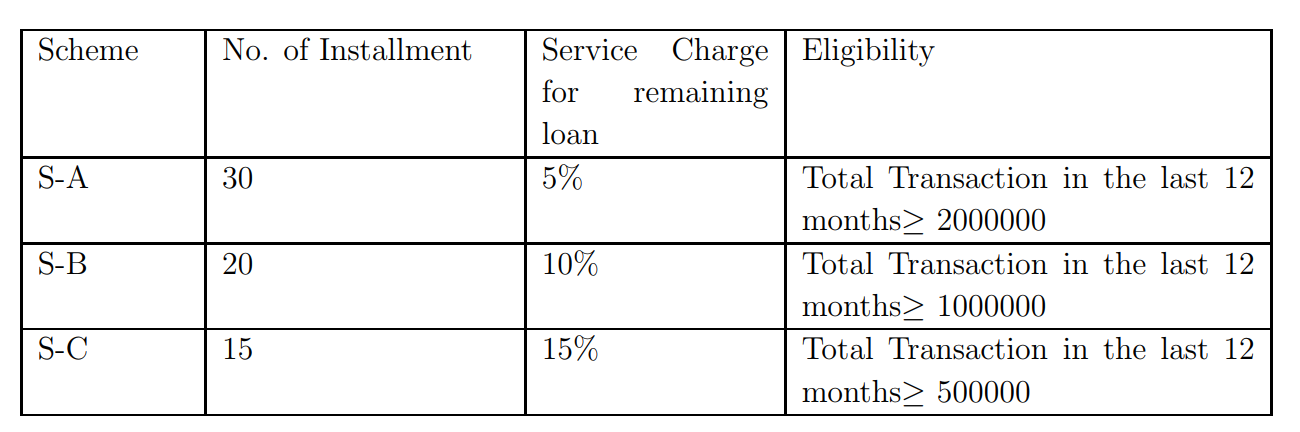 Scheme No. of Installment Service Charge for remaining loan Eligibility
S-A 30 5% Total Transaction in the last 12 months≥ 2000000
S-B 20 10% Total Transaction in the last 12 months≥ 1000000
S-C 15 15% Total Transaction in the last 12 months≥ 500000